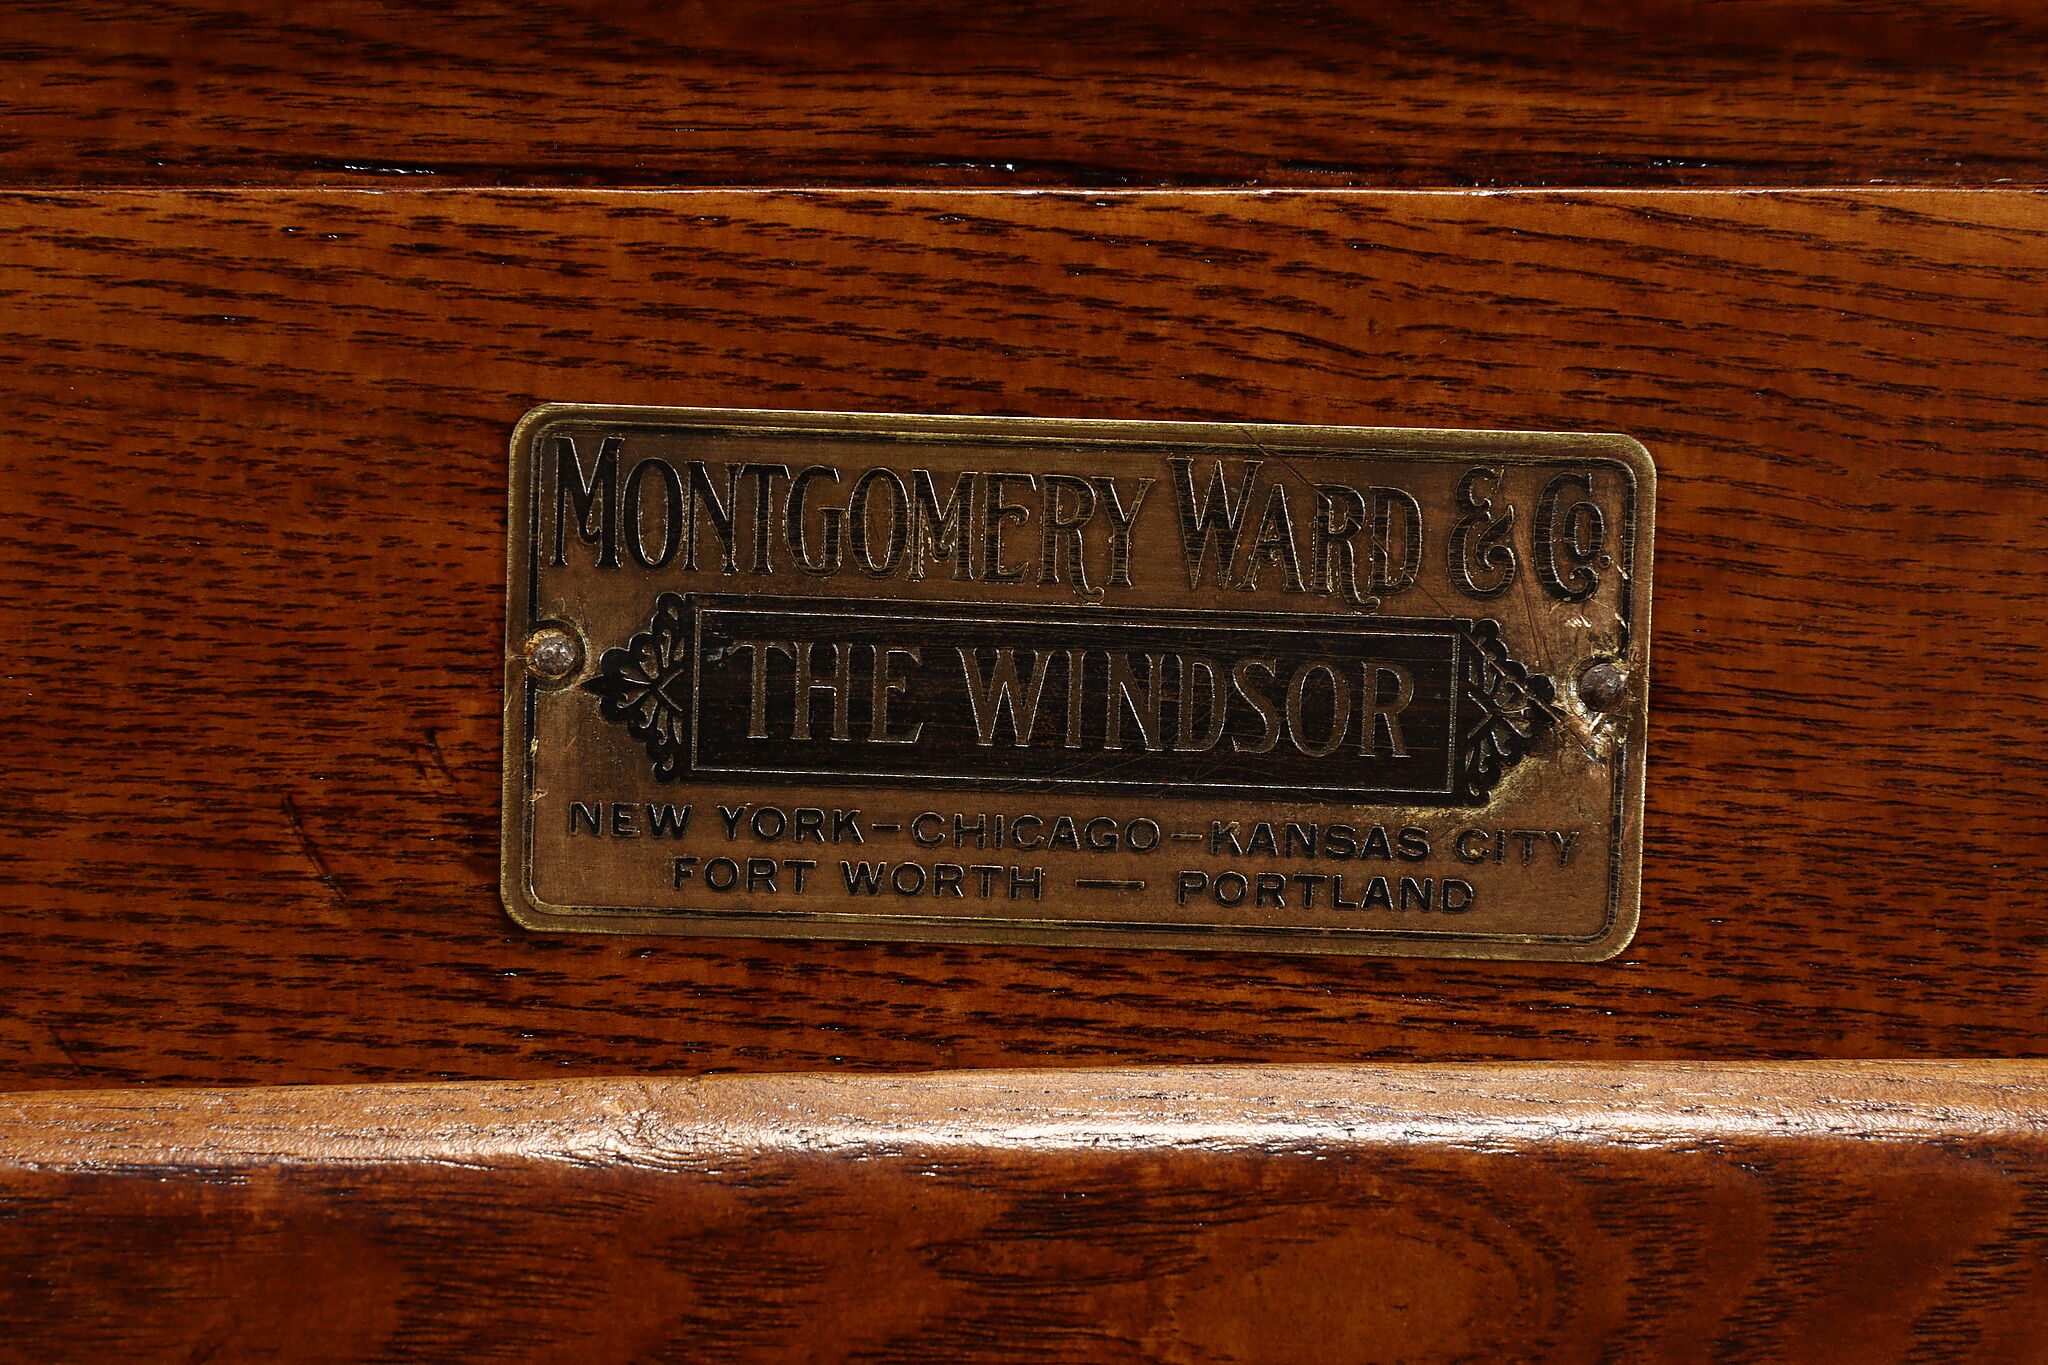 MONTGOMERY WARD & Co.
THE WINDSOR
NEW YORK—CHICAGO—KANSAS CITY
FORT WORTH — PORTLAND